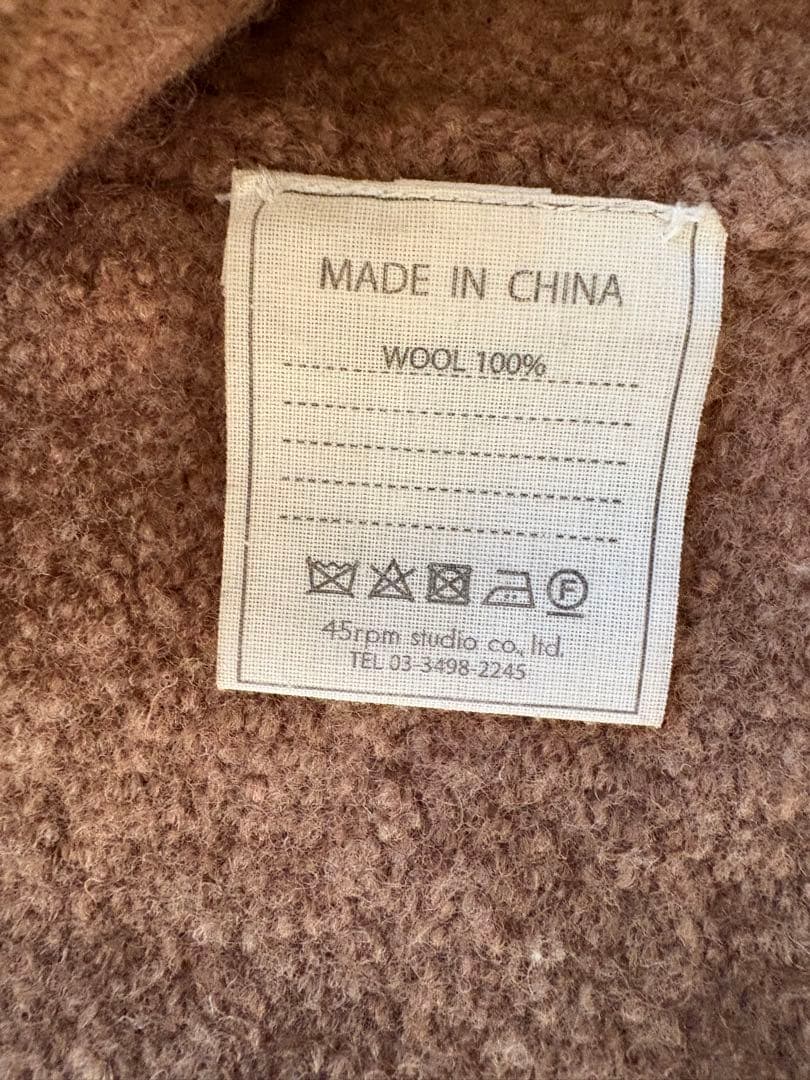 MADE IN CHINA
WOOL 100%
F
45rpm studio co., ltd.
TEL 03-3498-2245